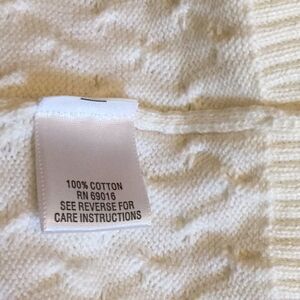 100% COTTON
RN 69016
SEE REVERSE FOR
CARE INSTRUCTIONS